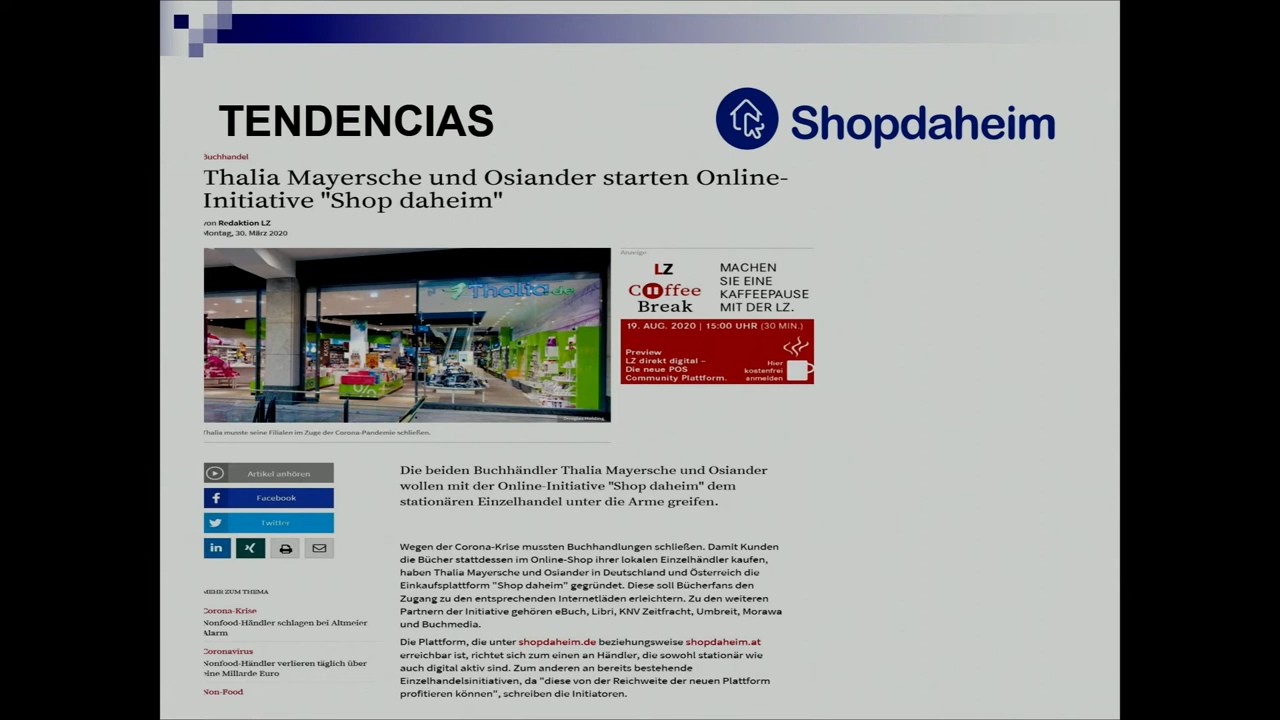 TENDENCIAS
Shopdaheim
Buchhandel
Thalia Mayersche und Osiander starten Online-
Initiative "Shop daheim"
von Redaktion LZ
Montag, 30. März 2020
Anzeige
LZ
Coffee
Break
MACHEN
SIE EINE
KAFFEEPAUSE
MIT DER LZ.
19. AUG. 2020 | 15:00 UHR (30 MIN.)
Preview
LZ direkt digital –
Die neue POS
Community Plattform.
Hier
kostenfrei
anmelden
Thalia.de
Thalia musste seine Filialen im Zuge der Corona-Pandemie schließen.
Artikel anhören
Facebook
Twitter
Die beiden Buchhändler Thalia Mayersche und Osiander
wollen mit der Online-Initiative "Shop daheim" dem
stationären Einzelhandel unter die Arme greifen.
Wegen der Corona-Krise mussten Buchhandlungen schließen. Damit Kunden
die Bücher stattdessen im Online-Shop ihrer lokalen Einzelhändler kaufen,
haben Thalia Mayersche und Osiander in Deutschland und Österreich die
Einkaufsplattform "Shop daheim" gegründet. Diese soll Bücherfans den
Zugang zu den entsprechenden Internetläden erleichtern. Zu den weiteren
Partnern der Initiative gehören eBuch, Libri, KNV Zeitfracht, Umbreit, Morawa
und Buchmedia.
Die Plattform, die unter shopdaheim.de beziehungsweise shopdaheim.at
erreichbar ist, richtet sich zum einen an Händler, die sowohl stationär wie
auch digital aktiv sind. Zum anderen an bereits bestehende
Einzelhandelsinitiativen, da "diese von der Reichweite der neuen Plattform
profitieren können", schreiben die Initiatoren.
MEHR ZUM THEMA
Corona-Krise
Nonfood-Händler schlagen bei Altmeier
Alarm
Coronavirus
Nonfood-Händler verlieren täglich über
eine Millarde Euro
Non-Food